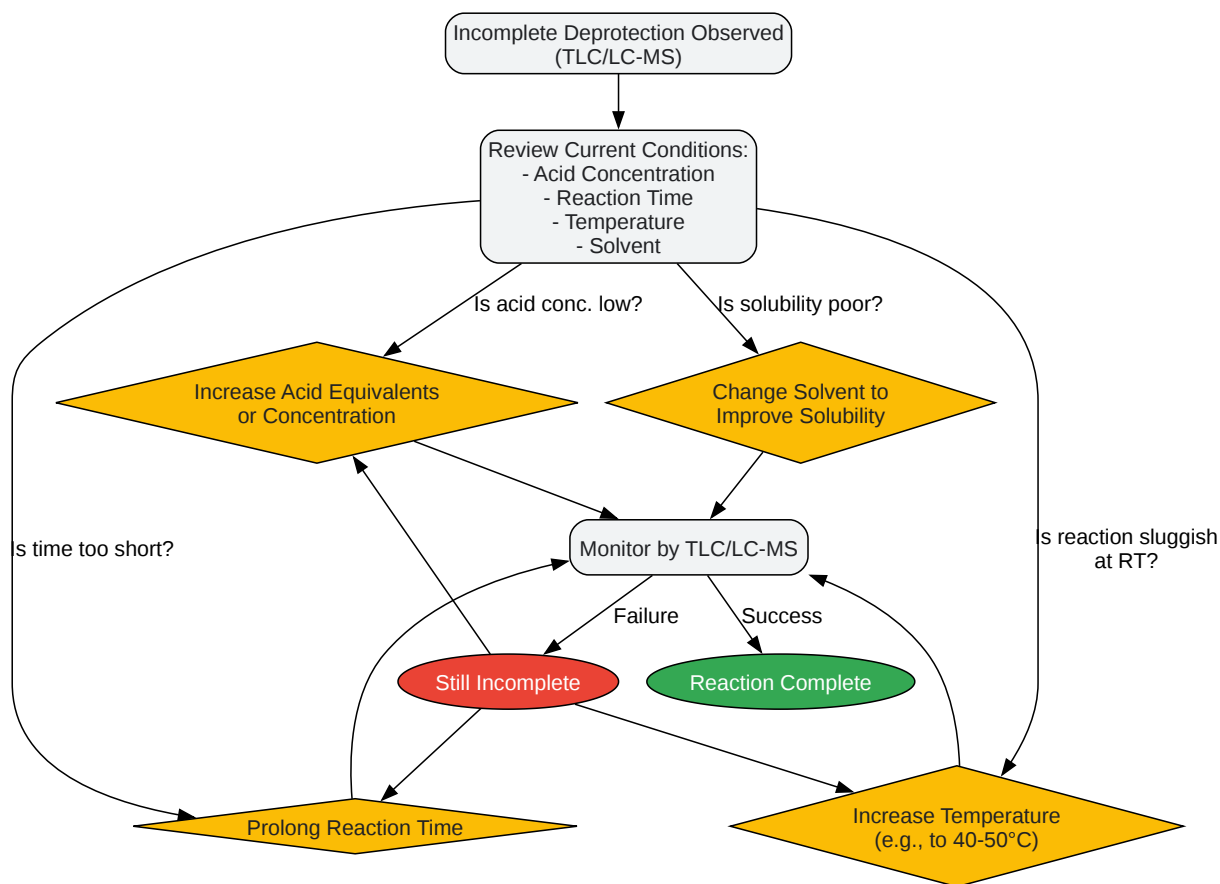 Incomplete Deprotection Observed
(TLC/LC-MS)
Review Current Conditions:
- Acid Concentration
- Reaction Time
- Temperature
- Solvent
Is acid conc. low?
Is solubility poor?
Increase Acid Equivalents
or Concentration
Change Solvent to
Improve Solubility
Is time too short?
Monitor by TLC/LC-MS
Is reaction sluggish
at RT?
Failure
Success
Still Incomplete
Reaction Complete
Prolong Reaction Time
Increase Temperature
(e.g., to 40-50°C)